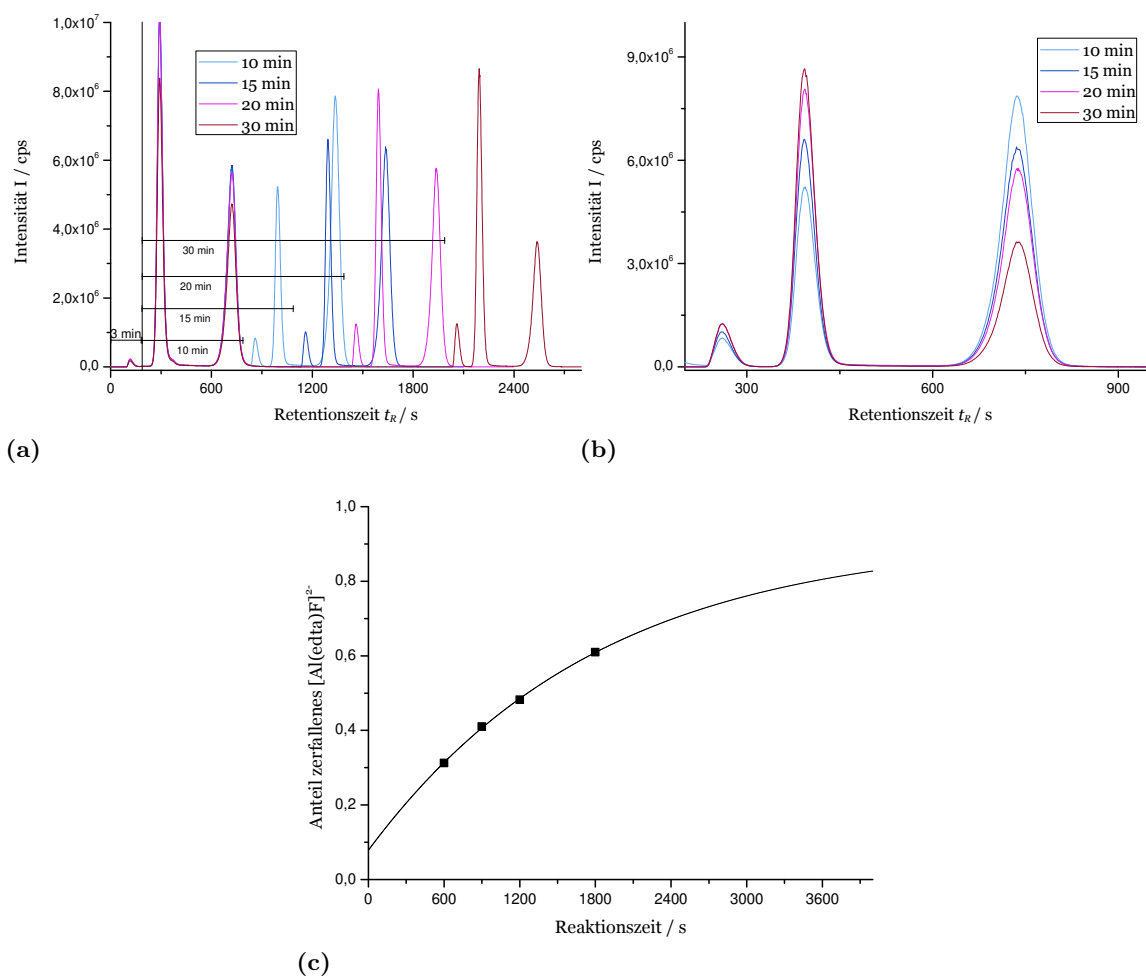 1,0x10⁷
8,0x10⁶
6,0x10⁶
4,0x10⁶
2,0x10⁶
0,0
Intensität I / cps
10 min
15 min
20 min
30 min
30 min
20 min
15 min
3 min
10 min
0 600 1200 1800 2400
Retentionszeit t_R / s
(a)
9,0x10⁶
6,0x10⁶
3,0x10⁶
0,0
Intensität I / cps
10 min
15 min
20 min
30 min
300 600 900
Retentionszeit t_R / s
(b)
1,0
0,8
0,6
0,4
0,2
0,0
Anteil zerfallenes [Al(edta)F]²⁻
0 600 1200 1800 2400 3000 3600
Reaktionszeit / s
(c)